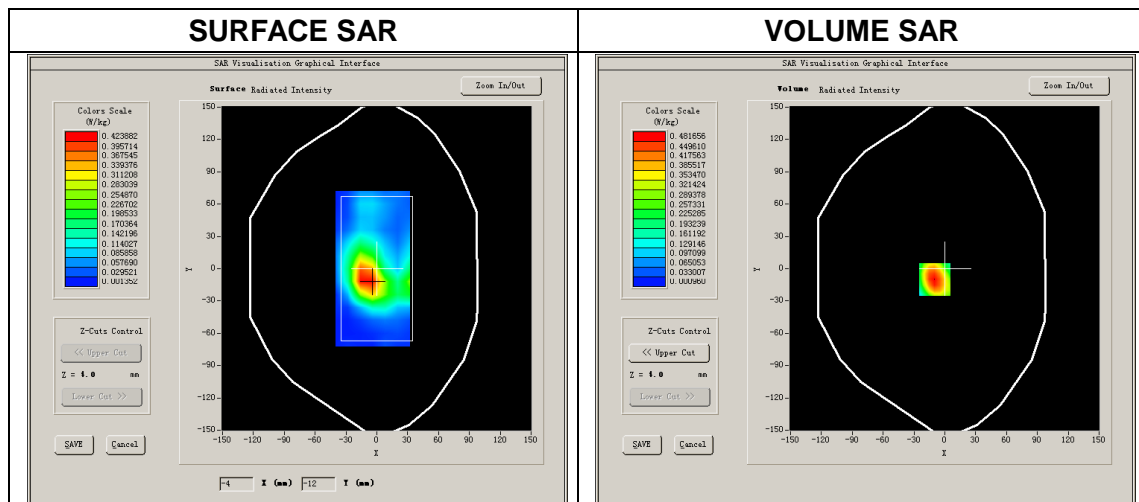 SURFACE SAR
SAR Visualisation Graphical Interface
Surface Radiated Intensity
Zoom In/Out
Colors Scale
(W/kg)
0.423882
0.395714
0.367545
0.339376
0.311208
0.283039
0.254870
0.226702
0.198533
0.170364
0.142196
0.114027
0.085858
0.057690
0.029521
0.001352
Z-Cuts Control
<< Upper Cut
Z = 4.0 mm
Lower Cut >>
SAVE Cancel
150
120
90
60
30
0
-30
-60
-90
-120
-150
Y
-150 -120 -90 -60 -30 0 30 60 90 120 150
X
-4 X (mm) -12 Y (mm)
VOLUME SAR
SAR Visualisation Graphical Interface
Volume Radiated Intensity
Zoom In/Out
Colors Scale
(W/kg)
0.481656
0.449610
0.417563
0.385517
0.353470
0.321424
0.289378
0.257331
0.225285
0.193239
0.161192
0.129146
0.097099
0.065053
0.033007
0.000960
Z-Cuts Control
<< Upper Cut
Z = 4.0 mm
Lower Cut >>
SAVE Cancel
150
120
90
60
30
0
-30
-60
-90
-120
-150
Y
-150 -120 -90 -60 -30 0 30 60 90 120 150
X